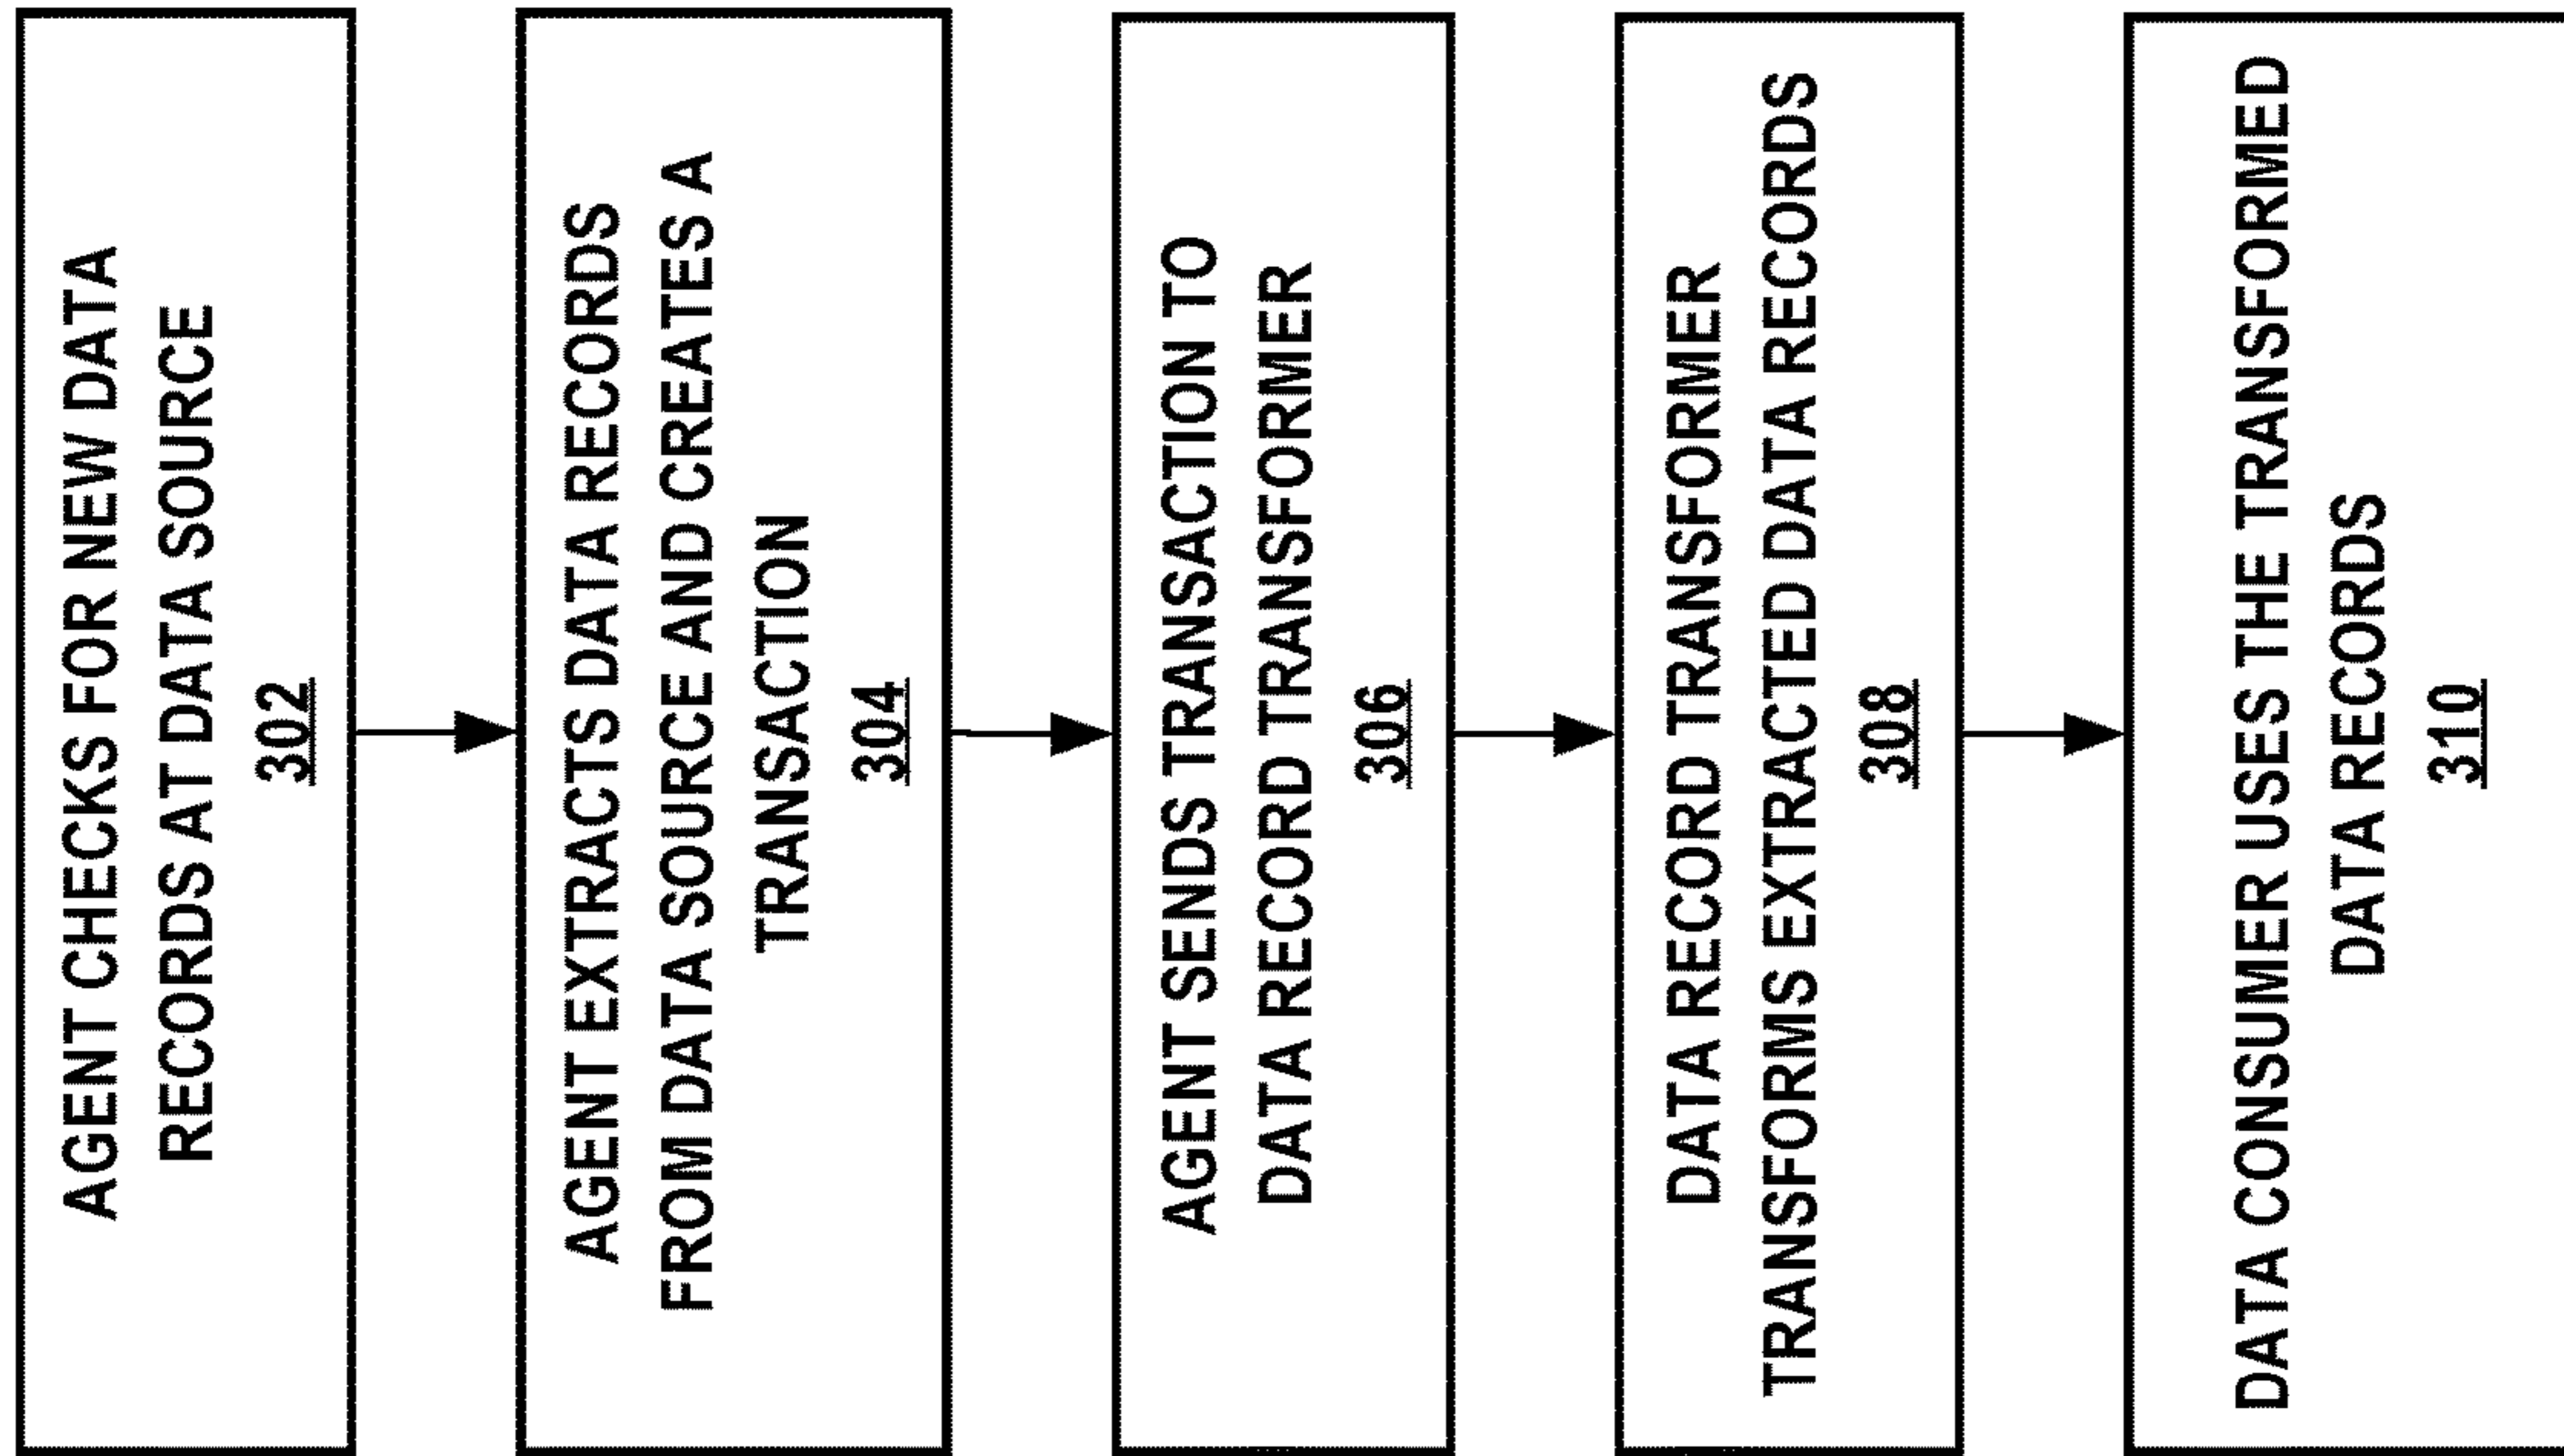 AGENT CHECKS FOR NEW DATA
RECORDS AT DATA SOURCE
302
AGENT EXTRACTS DATA RECORDS
FROM DATA SOURCE AND CREATES A
TRANSACTION
304
AGENT SENDS TRANSACTION TO
DATA RECORD TRANSFORMER
306
DATA RECORD TRANSFORMER
TRANSFORMS EXTRACTED DATA RECORDS
308
DATA CONSUMER USES THE TRANSFORMED
DATA RECORDS
310